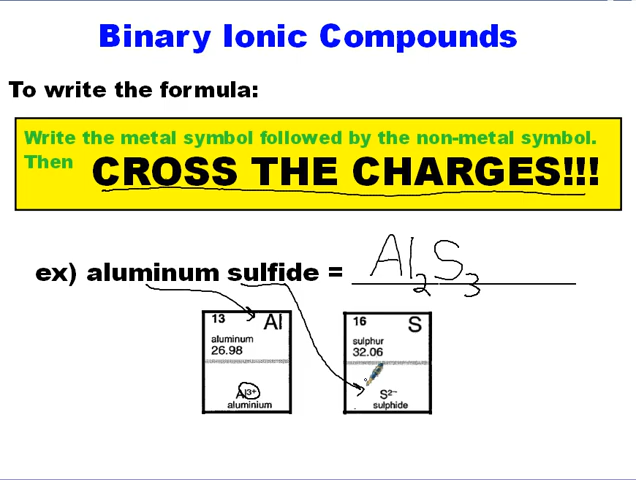 Binary Ionic Compounds
To write the formula:
Write the metal symbol followed by the non-metal symbol.
Then CROSS THE CHARGES!!!
ex) aluminum sulfide = Al₂S₃
13 Al
aluminum
26.98
Al³⁺
aluminium
16 S
sulphur
32.06
S²⁻
sulphide